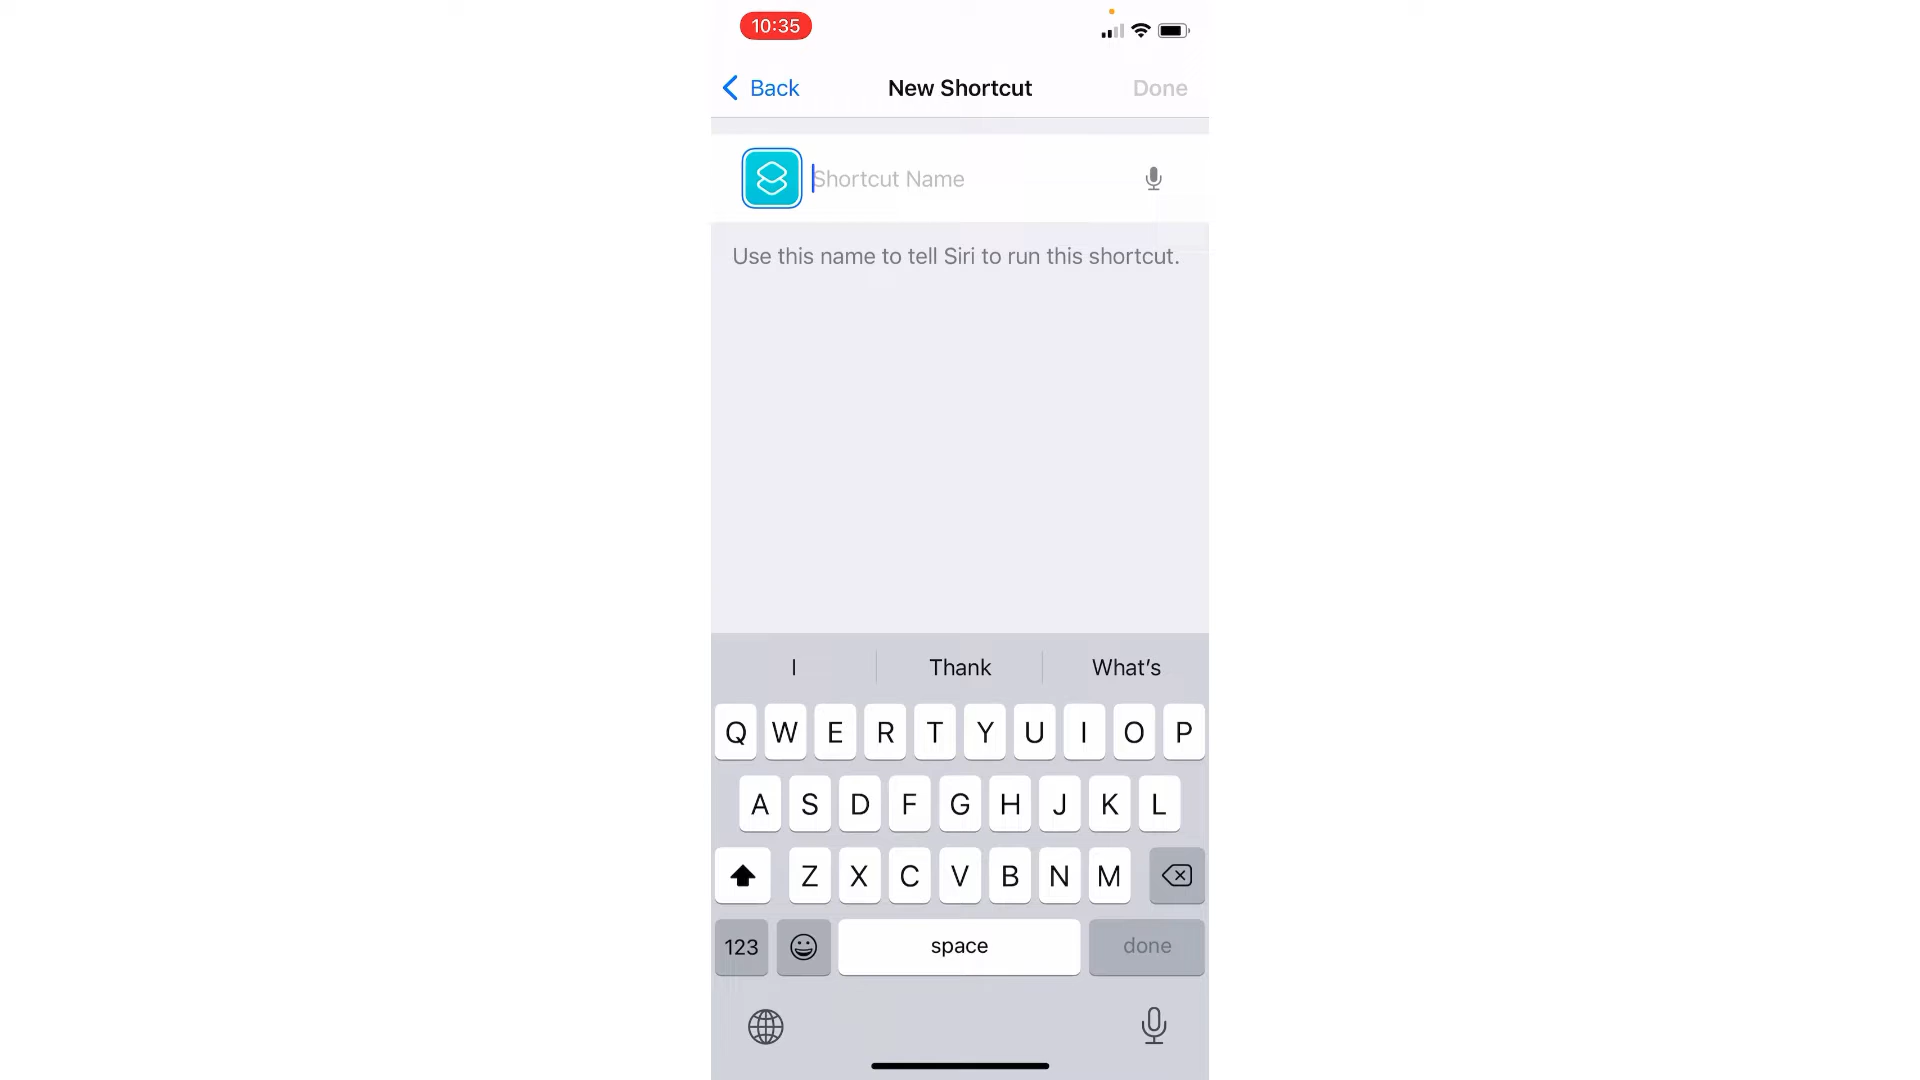 10:35
Back New Shortcut Done
Shortcut Name
Use this name to tell Siri to run this shortcut.
I Thank What's
Q W E R T Y U I O P
A S D F G H J K L
Z X C V B N M
123 space done